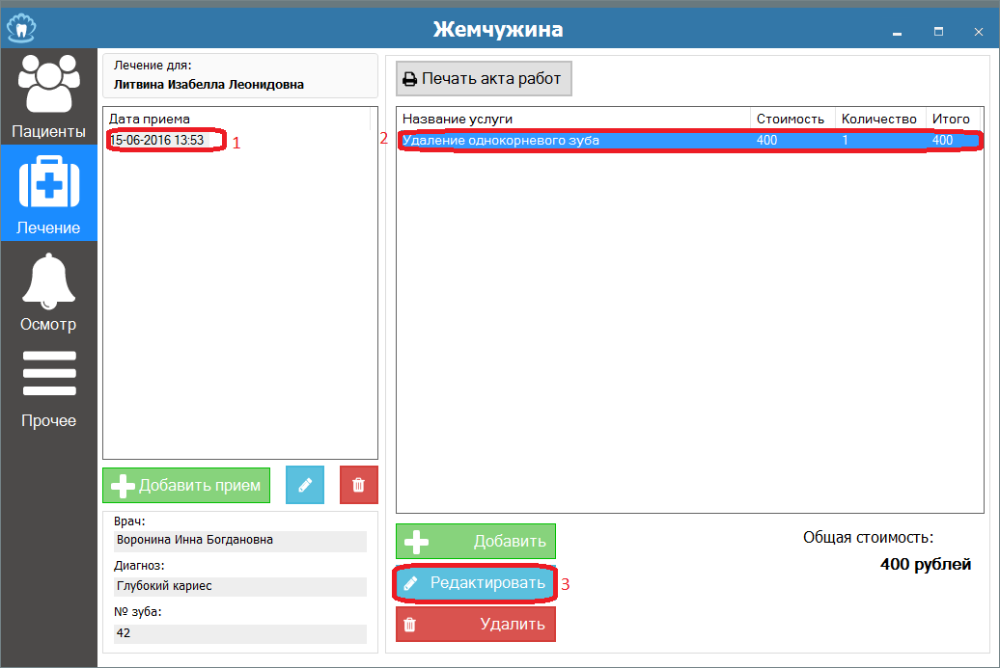 Жемчужина
Пациенты
Лечение
Осмотр
Прочее
Лечение для:
Литвина Изабелла Леонидовна
Дата приема
15-06-2016 13:53 1
Добавить прием
Врач:
Воронина Инна Богдановна
Диагноз:
Глубокий кариес
№ зуба:
42
Печать акта работ
Название услуги Стоимость Количество Итого
2 Удаление однокорневого зуба 400 1 400
Добавить
Редактировать 3
Удалить
Общая стоимость:
400 рублей